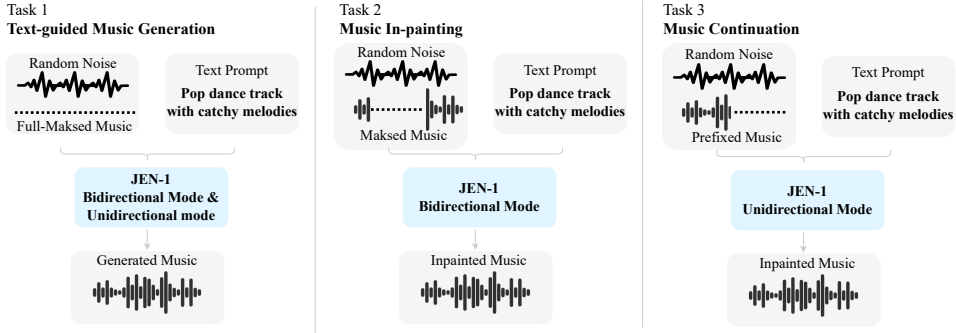 Task 1
Text-guided Music Generation
Random Noise
Full-Maksed Music
Text Prompt
Pop dance track
with catchy melodies
JEN-1
Bidirectional Mode &
Unidirectional mode
Generated Music
Task 2
Music In-painting
Random Noise
Maksed Music
Text Prompt
Pop dance track
with catchy melodies
JEN-1
Bidirectional Mode
Inpainted Music
Task 3
Music Continuation
Random Noise
Prefixed Music
Text Prompt
Pop dance track
with catchy melodies
JEN-1
Unidirectional Mode
Inpainted Music